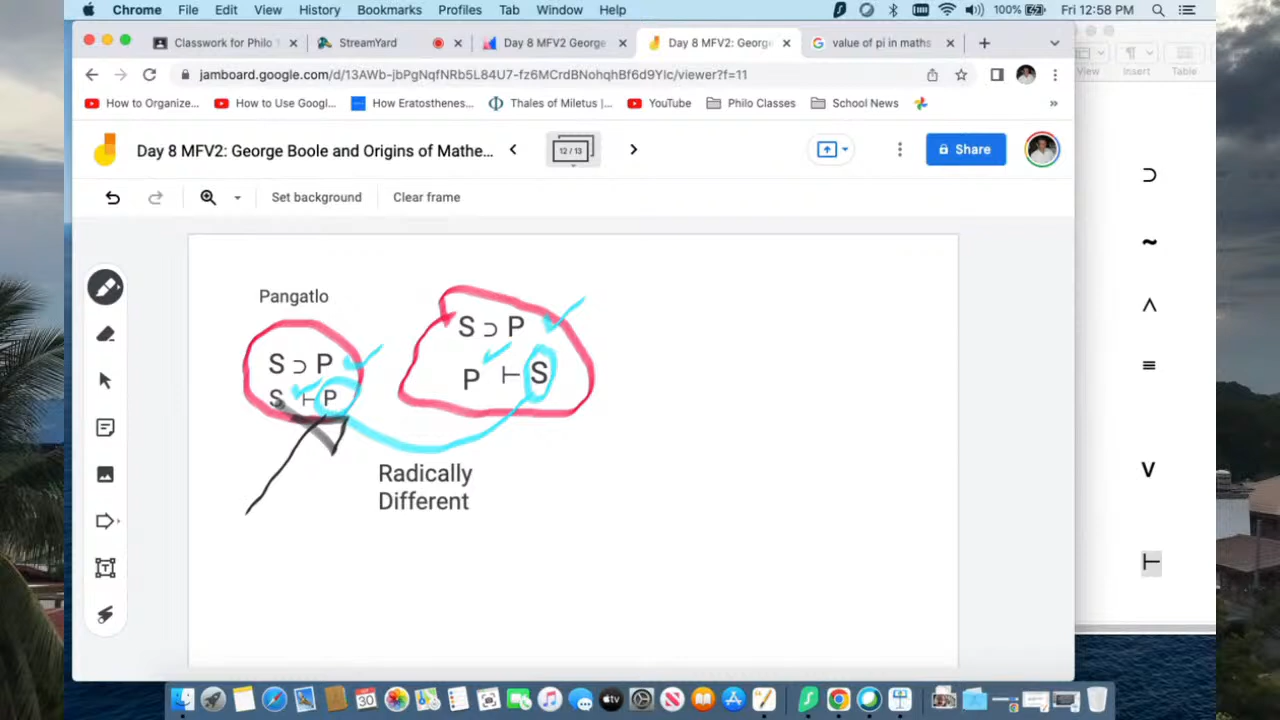 Chrome File Edit View History Bookmarks Profiles Tab Window Help 100% Fri 12:58 PM
Classwork for Philo 1 StreamYard Day 8 MFV2 George Day 8 MFV2: George value of pi in maths
jamboard.google.com/d/13AWb-jbPgNqfNRb5L84U7-fz6MCrdBNohqhBf6d9YIc/viewer?f=11
View Insert Table
How to Organize... How to Use Googl... How Eratosthenes... Thales of Miletus |... YouTube Philo Classes School News »
Day 8 MFV2: George Boole and Origins of Mathe... 12 / 13 Share
Set background Clear frame
Pangatlo
S ⊃ P
S ⊢ P
S ⊃ P
P ⊢ S
Radically
Different
⊃
~
^
≡
v
⊢